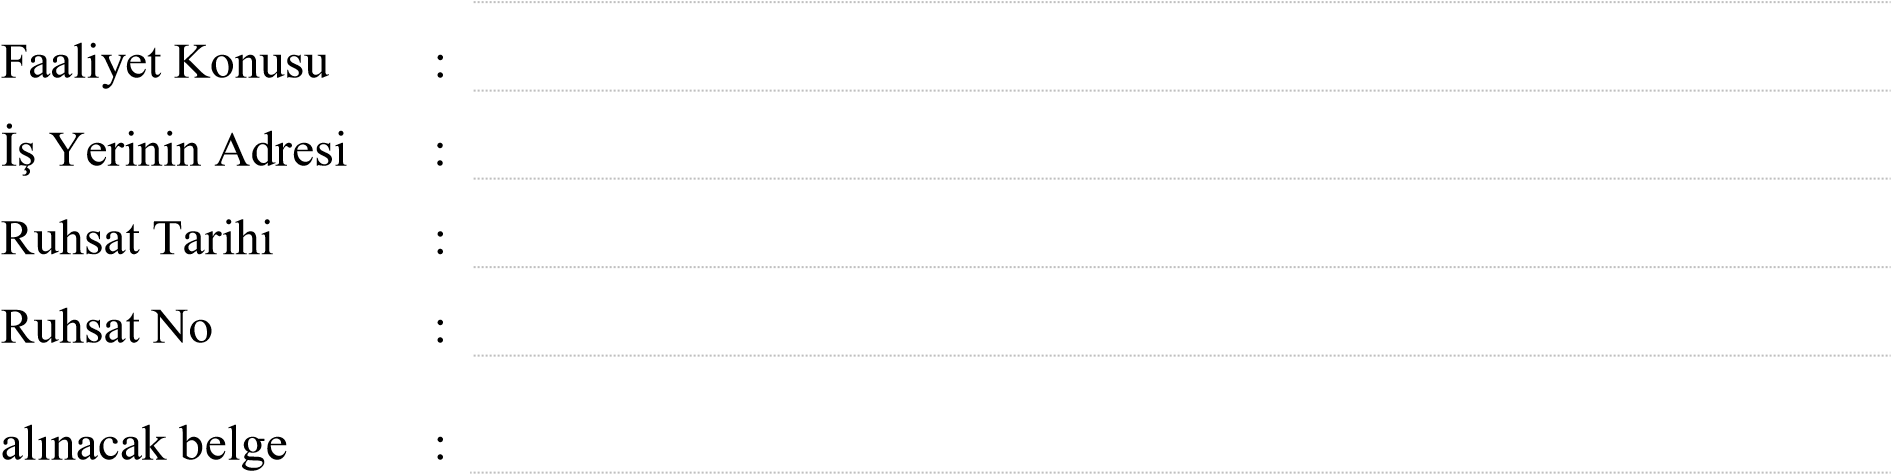 Faaliyet Konusu :
İş Yerinin Adresi :
Ruhsat Tarihi :
Ruhsat No :
alınacak belge :